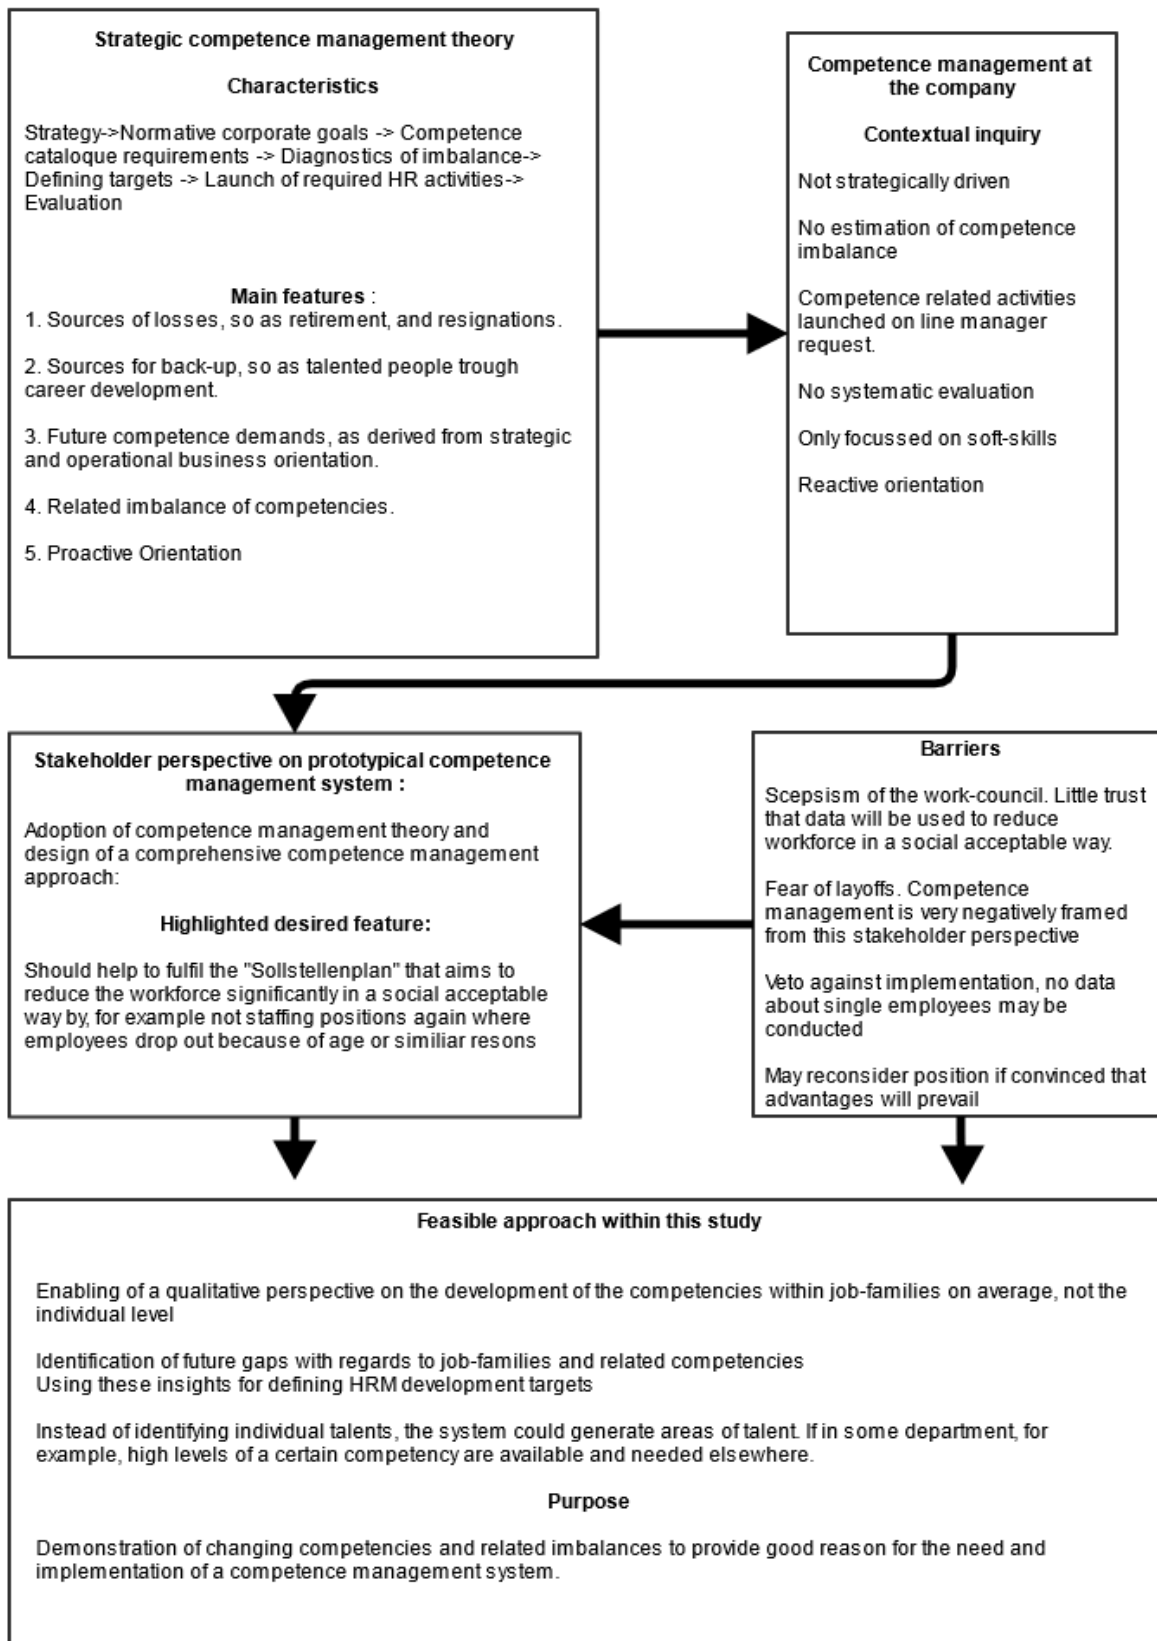 Strategic competence management theory
Characteristics
Strategy->Normative corporate goals -> Competence
cataloque requirements -> Diagnostics of imbalance->
Defining targets -> Launch of required HR activities->
Evaluation
Main features :
1. Sources of losses, so as retirement, and resignations.
2. Sources for back-up, so as talented people trough
career development.
3. Future competence demands, as derived from strategic
and operational business orientation.
4. Related imbalance of competencies.
5. Proactive Orientation
Competence management at
the company
Contextual inquiry
Not strategically driven
No estimation of competence
imbalance
Competence related activities
launched on line manager
request.
No systematic evaluation
Only focussed on soft-skills
Reactive orientation
Stakeholder perspective on prototypical competence
management system :
Adoption of competence management theory and
design of a comprehensive competence management
approach:
Highlighted desired feature:
Should help to fulfil the "Sollstellenplan" that aims to
reduce the workforce significantly in a social acceptable
way by, for example not staffing positions again where
employees drop out because of age or similiar resons
Barriers
Scepsism of the work-council. Little trust
that data will be used to reduce
workforce in a social acceptable way.
Fear of layoffs. Competence
management is very negatively framed
from this stakeholder perspective
Veto against implementation, no data
about single employees may be
conducted
May reconsider position if convinced that
advantages will prevail
Feasible approach within this study
Enabling of a qualitative perspective on the development of the competencies within job-families on average, not the
individual level
Identification of future gaps with regards to job-families and related competencies
Using these insights for defining HRM development targets
Instead of identifying individual talents, the system could generate areas of talent. If in some department, for
example, high levels of a certain competency are available and needed elsewhere.
Purpose
Demonstration of changing competencies and related imbalances to provide good reason for the need and
implementation of a competence management system.